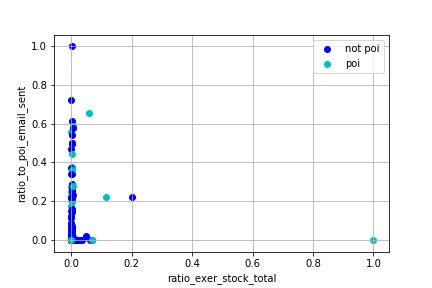 not poi
poi
1.0
0.8
0.6
0.4
0.2
0.0
ratio_to_poi_email_sent
0.0 0.2 0.4 0.6 0.8 1.0
ratio_exer_stock_total